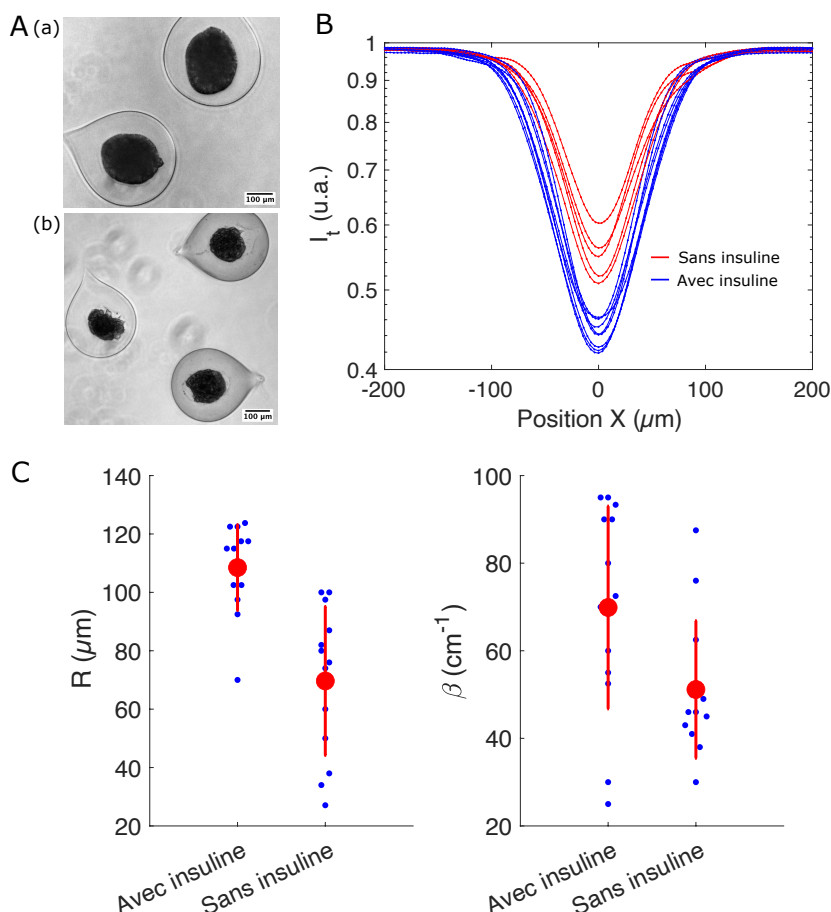 A (a)
100 µm
(b)
100 µm
B
1
0.9
0.8
0.7
0.6
0.5
0.4
I_t (u.a.)
Sans insuline
Avec insuline
-200 -100 0 100 200
Position X (µm)
C
140
120
100
80
60
40
20
R (µm)
Avec insuline
Sans insuline
100
80
60
40
20
β (cm⁻¹)
Avec insuline
Sans insuline